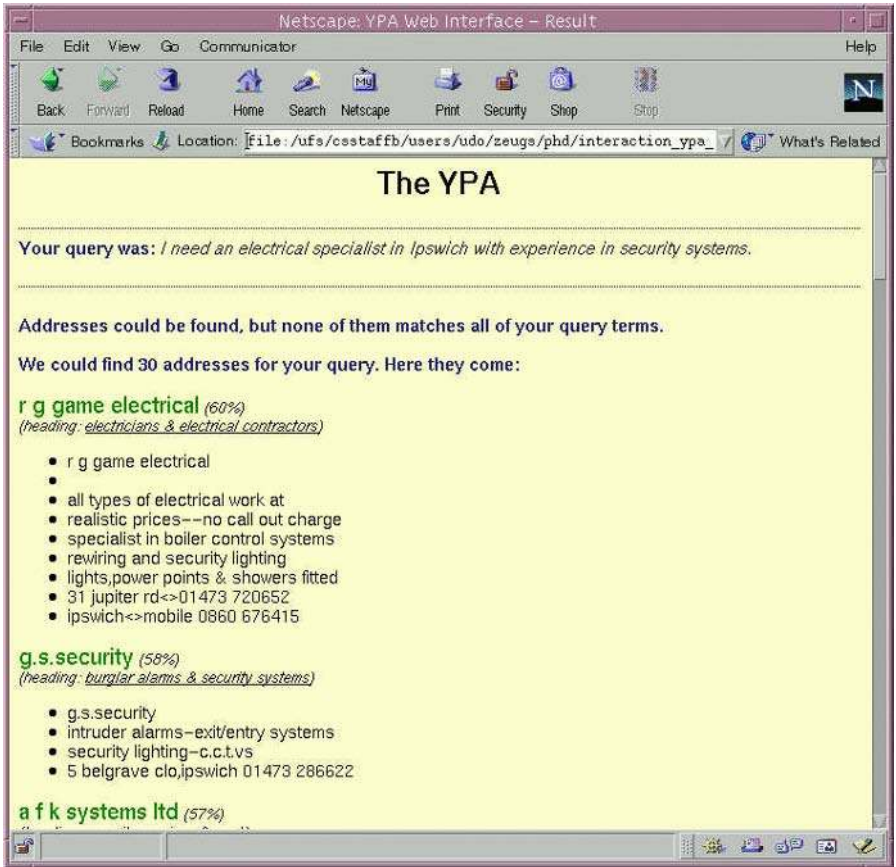 Netscape: YPA Web Interface – Result
File Edit View Go Communicator Help
Back Forward Reload Home Search Netscape Print Security Shop Stop
My
N
Bookmarks Location: file:/ufs/csstaffb/users/udo/zeugs/phd/interaction_ypa_ What's Related
The YPA
Your query was: I need an electrical specialist in Ipswich with experience in security systems.
Addresses could be found, but none of them matches all of your query terms.
We could find 30 addresses for your query. Here they come:
r g game electrical (60%)
(heading: electricians & electrical contractors)
r g game electrical
all types of electrical work at
realistic prices––no call out charge
specialist in boiler control systems
rewiring and security lighting
lights,power points & showers fitted
31 jupiter rd<>01473 720652
ipswich<>mobile 0860 676415
g.s.security (58%)
(heading: burglar alarms & security systems)
g.s.security
intruder alarms–exit/entry systems
security lighting–c.c.t.vs
5 belgrave clo,ipswich 01473 286622
a f k systems ltd (57%)